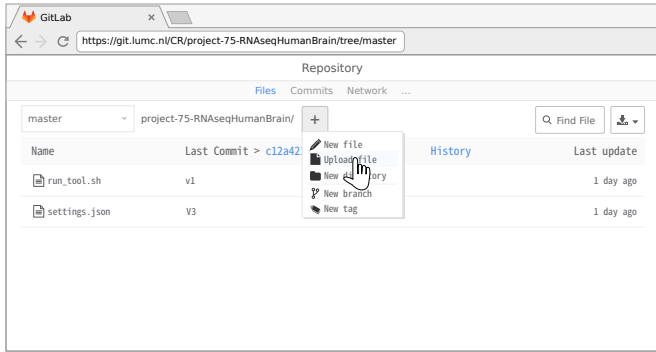 GitLab ×
https://git.lumc.nl/CR/project-75-RNAseqHumanBrain/tree/master
Repository
Files Commits Network ...
master project-75-RNAseqHumanBrain/ + Find File
New file
Name Last Commit > c12a42 Upload file History Last update
New
run_tool.sh v1 1 day ago
New branch
settings.json V3 New tag 1 day ago